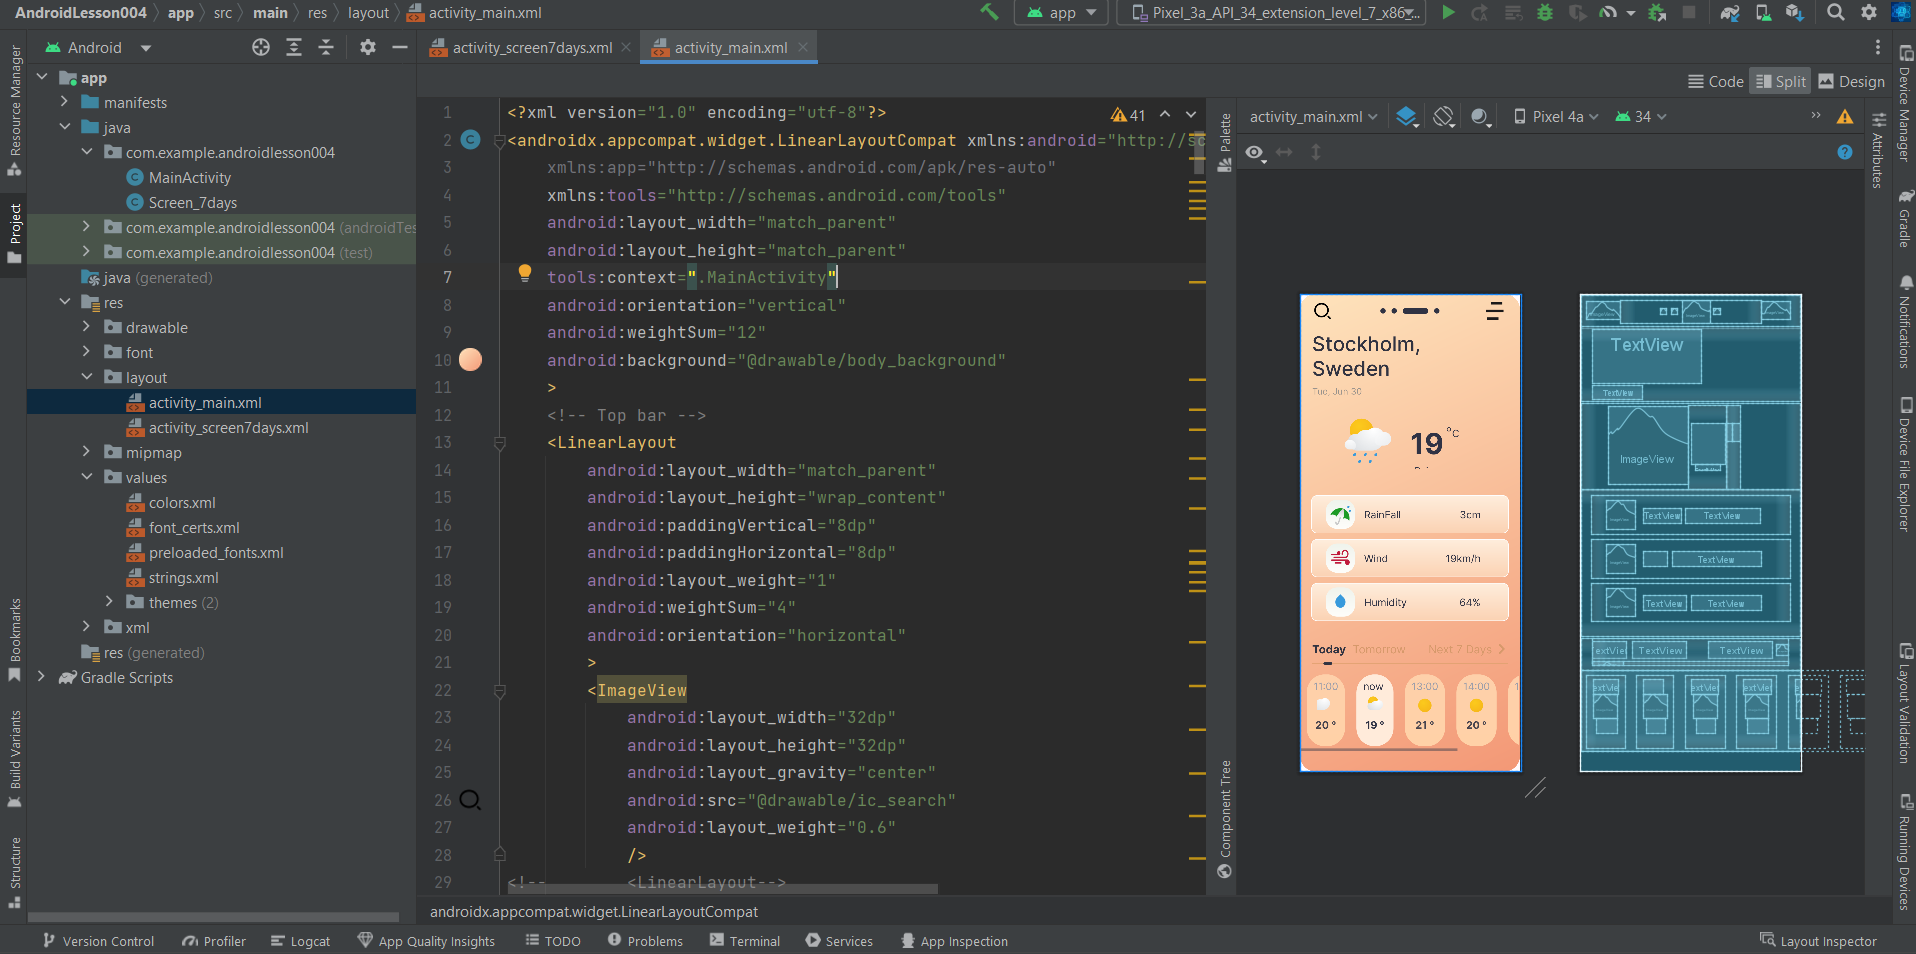 AndroidLesson004 app src main res layout activity_main.xml
app
Pixel_3a_API_34_extension_level_7_x86...
Android
activity_screen7days.xml
activity_main.xml
Code
Split
Design
Resource Manager
Project
Bookmarks
Build Variants
Structure
app
manifests
java
com.example.androidlesson004
MainActivity
Screen_7days
com.example.androidlesson004 (androidTes
com.example.androidlesson004 (test)
java (generated)
res
drawable
font
layout
activity_main.xml
activity_screen7days.xml
mipmap
values
colors.xml
font_certs.xml
preloaded_fonts.xml
strings.xml
themes (2)
xml
res (generated)
Gradle Scripts
41
1 <?xml version="1.0" encoding="utf-8"?>
2 <androidx.appcompat.widget.LinearLayoutCompat xmlns:android="http://sc
3 xmlns:app="http://schemas.android.com/apk/res-auto"
4 xmlns:tools="http://schemas.android.com/tools"
5 android:layout_width="match_parent"
6 android:layout_height="match_parent"
7 tools:context=".MainActivity"
8 android:orientation="vertical"
9 android:weightSum="12"
10 android:background="@drawable/body_background"
11 >
12 <!-- Top bar -->
13 <LinearLayout
14 android:layout_width="match_parent"
15 android:layout_height="wrap_content"
16 android:paddingVertical="8dp"
17 android:paddingHorizontal="8dp"
18 android:layout_weight="1"
19 android:weightSum="4"
20 android:orientation="horizontal"
21 >
22 <ImageView
23 android:layout_width="32dp"
24 android:layout_height="32dp"
25 android:layout_gravity="center"
26 android:src="@drawable/ic_search"
27 android:layout_weight="0.6"
28 />
29 <!-- <LinearLayout-->
androidx.appcompat.widget.LinearLayoutCompat
Palette
Component Tree
activity_main.xml
Pixel 4a
34
Attributes
Stockholm,
Sweden
Tue, Jun 30
19 °C
RainFall 3cm
Wind 19km/h
Humidity 64%
Today Tomorrow Next 7 Days
11:00 now 13:00 14:00 1
20 ° 19 ° 21 ° 20 °
TextView
TextView
ImageView
TextView TextView
TextView
TextView TextView
extVie TextView TextView
extVie extVie extVie extVie
Device Manager
Gradle
Notifications
Device File Explorer
Layout Validation
Running Devices
Version Control
Profiler
Logcat
App Quality Insights
TODO
Problems
Terminal
Services
App Inspection
Layout Inspector